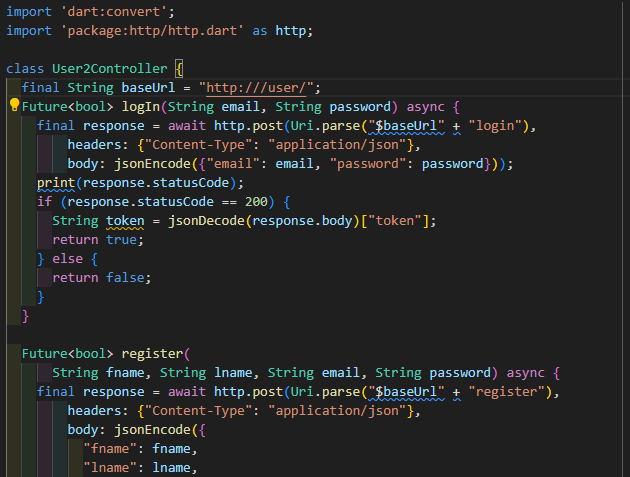 import 'dart:convert';
import 'package:http/http.dart' as http;
class User2Controller {
final String baseUrl = "http:///user/";
Future<bool> logIn(String email, String password) async {
final response = await http.post(Uri.parse("$baseUrl" + "login"),
headers: {"Content-Type": "application/json"},
body: jsonEncode({"email": email, "password": password}));
print(response.statusCode);
if (response.statusCode == 200) {
String token = jsonDecode(response.body)["token"];
return true;
} else {
return false;
}
}
Future<bool> register(
String fname, String lname, String email, String password) async {
final response = await http.post(Uri.parse("$baseUrl" + "register"),
headers: {"Content-Type": "application/json"},
body: jsonEncode({
"fname": fname,
"lname": lname,